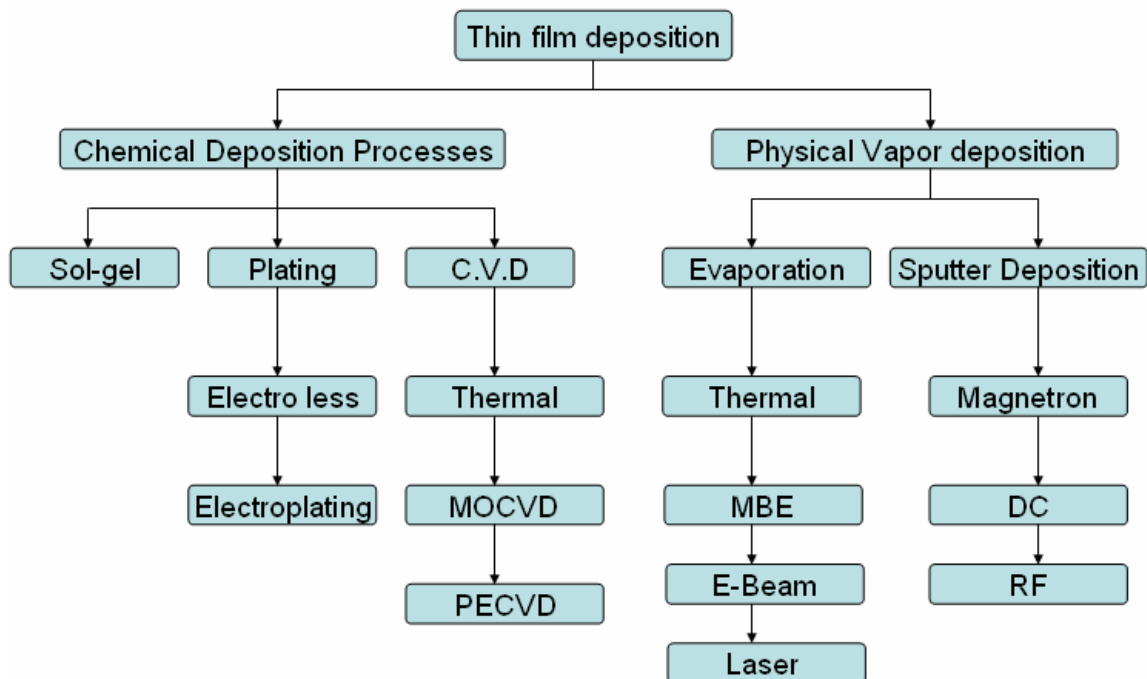 Thin film deposition
Chemical Deposition Processes
Physical Vapor deposition
Sol-gel
Plating
C.V.D
Evaporation
Sputter Deposition
Electro less
Thermal
Thermal
Magnetron
Electroplating
MOCVD
MBE
DC
PECVD
E-Beam
RF
Laser